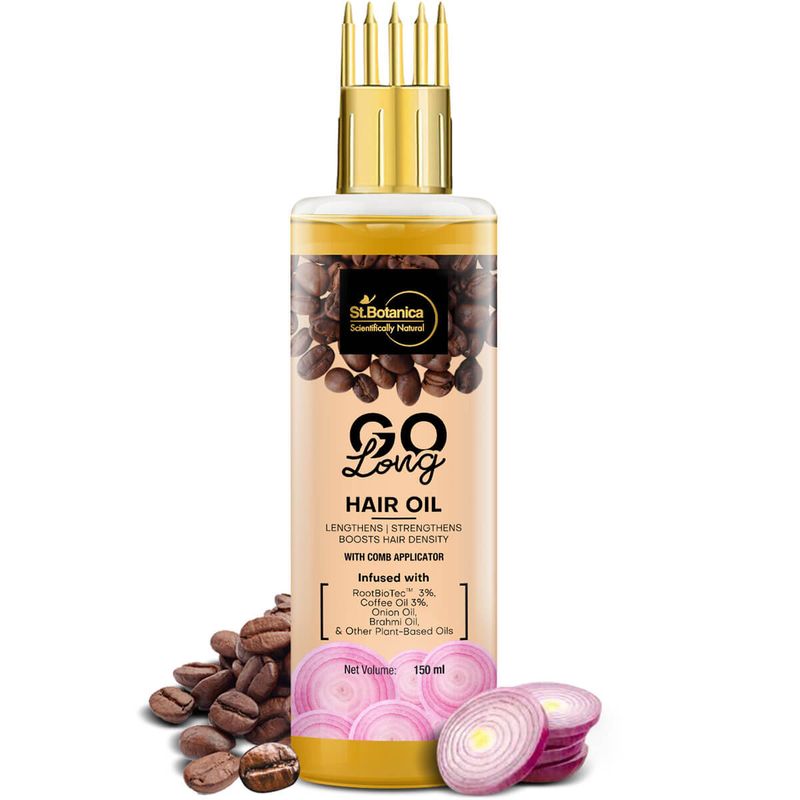 St.Botanica
Scientifically Natural
GO
Long
HAIR OIL
LENGTHENS | STRENGTHENS
BOOSTS HAIR DENSITY
WITH COMB APPLICATOR
Infused with
RootBioTec™ 3%,
Coffee Oil 3%,
Onion Oil,
Brahmi Oil,
& Other Plant-Based Oils
Net Volume: 150 ml